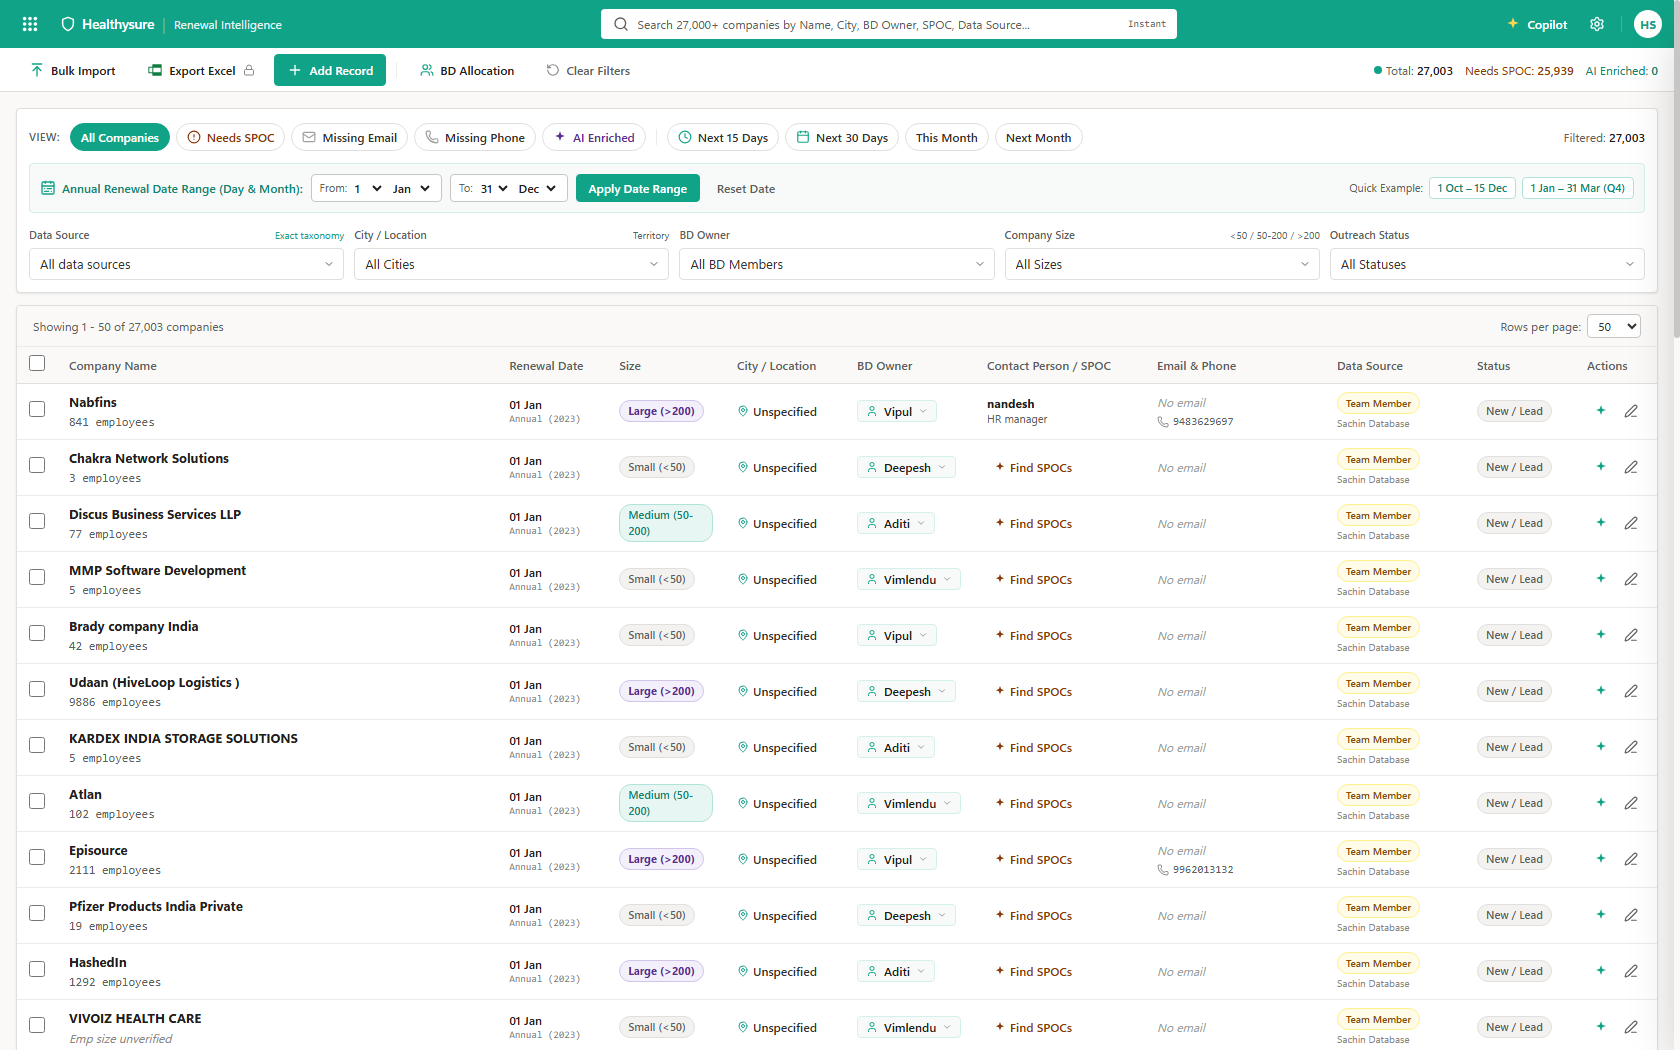 Healthysure | Renewal Intelligence
Search 27,000+ companies by Name, City, BD Owner, SPOC, Data Source... Instant
Copilot
HS
Bulk Import Export Excel Add Record BD Allocation Clear Filters
Total: 27,003 Needs SPOC: 25,939 AI Enriched: 0
VIEW: All Companies Needs SPOC Missing Email Missing Phone AI Enriched Next 15 Days Next 30 Days This Month Next Month Filtered: 27,003
Annual Renewal Date Range (Day & Month): From: 1 Jan To: 31 Dec Apply Date Range Reset Date Quick Example: 1 Oct – 15 Dec 1 Jan – 31 Mar (Q4)
Data Source Exact taxonomy City / Location Territory BD Owner Company Size <50 / 50-200 / >200 Outreach Status
All data sources All Cities All BD Members All Sizes All Statuses
Showing 1 - 50 of 27,003 companies Rows per page: 50
Company Name Renewal Date Size City / Location BD Owner Contact Person / SPOC Email & Phone Data Source Status Actions
Nabfins 01 Jan Large (>200) Unspecified Vipul nandesh No email Team Member New / Lead
841 employees Annual (2023) HR manager 9483629697 Sachin Database
Chakra Network Solutions 01 Jan Small (<50) Unspecified Deepesh Find SPOCs No email Team Member New / Lead
3 employees Annual (2023) Sachin Database
Discus Business Services LLP 01 Jan Medium (50-200) Unspecified Aditi Find SPOCs No email Team Member New / Lead
77 employees Annual (2023) Sachin Database
MMP Software Development 01 Jan Small (<50) Unspecified Vimlendu Find SPOCs No email Team Member New / Lead
5 employees Annual (2023) Sachin Database
Brady company India 01 Jan Small (<50) Unspecified Vipul Find SPOCs No email Team Member New / Lead
42 employees Annual (2023) Sachin Database
Udaan (HiveLoop Logistics ) 01 Jan Large (>200) Unspecified Deepesh Find SPOCs No email Team Member New / Lead
9886 employees Annual (2023) Sachin Database
KARDEX INDIA STORAGE SOLUTIONS 01 Jan Small (<50) Unspecified Aditi Find SPOCs No email Team Member New / Lead
5 employees Annual (2023) Sachin Database
Atlan 01 Jan Medium (50-200) Unspecified Vimlendu Find SPOCs No email Team Member New / Lead
102 employees Annual (2023) Sachin Database
Episource 01 Jan Large (>200) Unspecified Vipul Find SPOCs No email Team Member New / Lead
2111 employees Annual (2023) 9962013132 Sachin Database
Pfizer Products India Private 01 Jan Small (<50) Unspecified Deepesh Find SPOCs No email Team Member New / Lead
19 employees Annual (2023) Sachin Database
HashedIn 01 Jan Large (>200) Unspecified Aditi Find SPOCs No email Team Member New / Lead
1292 employees Annual (2023) Sachin Database
VIVOIZ HEALTH CARE 01 Jan Small (<50) Unspecified Vimlendu Find SPOCs No email Team Member New / Lead
Emp size unverified Annual (2023) Sachin Database